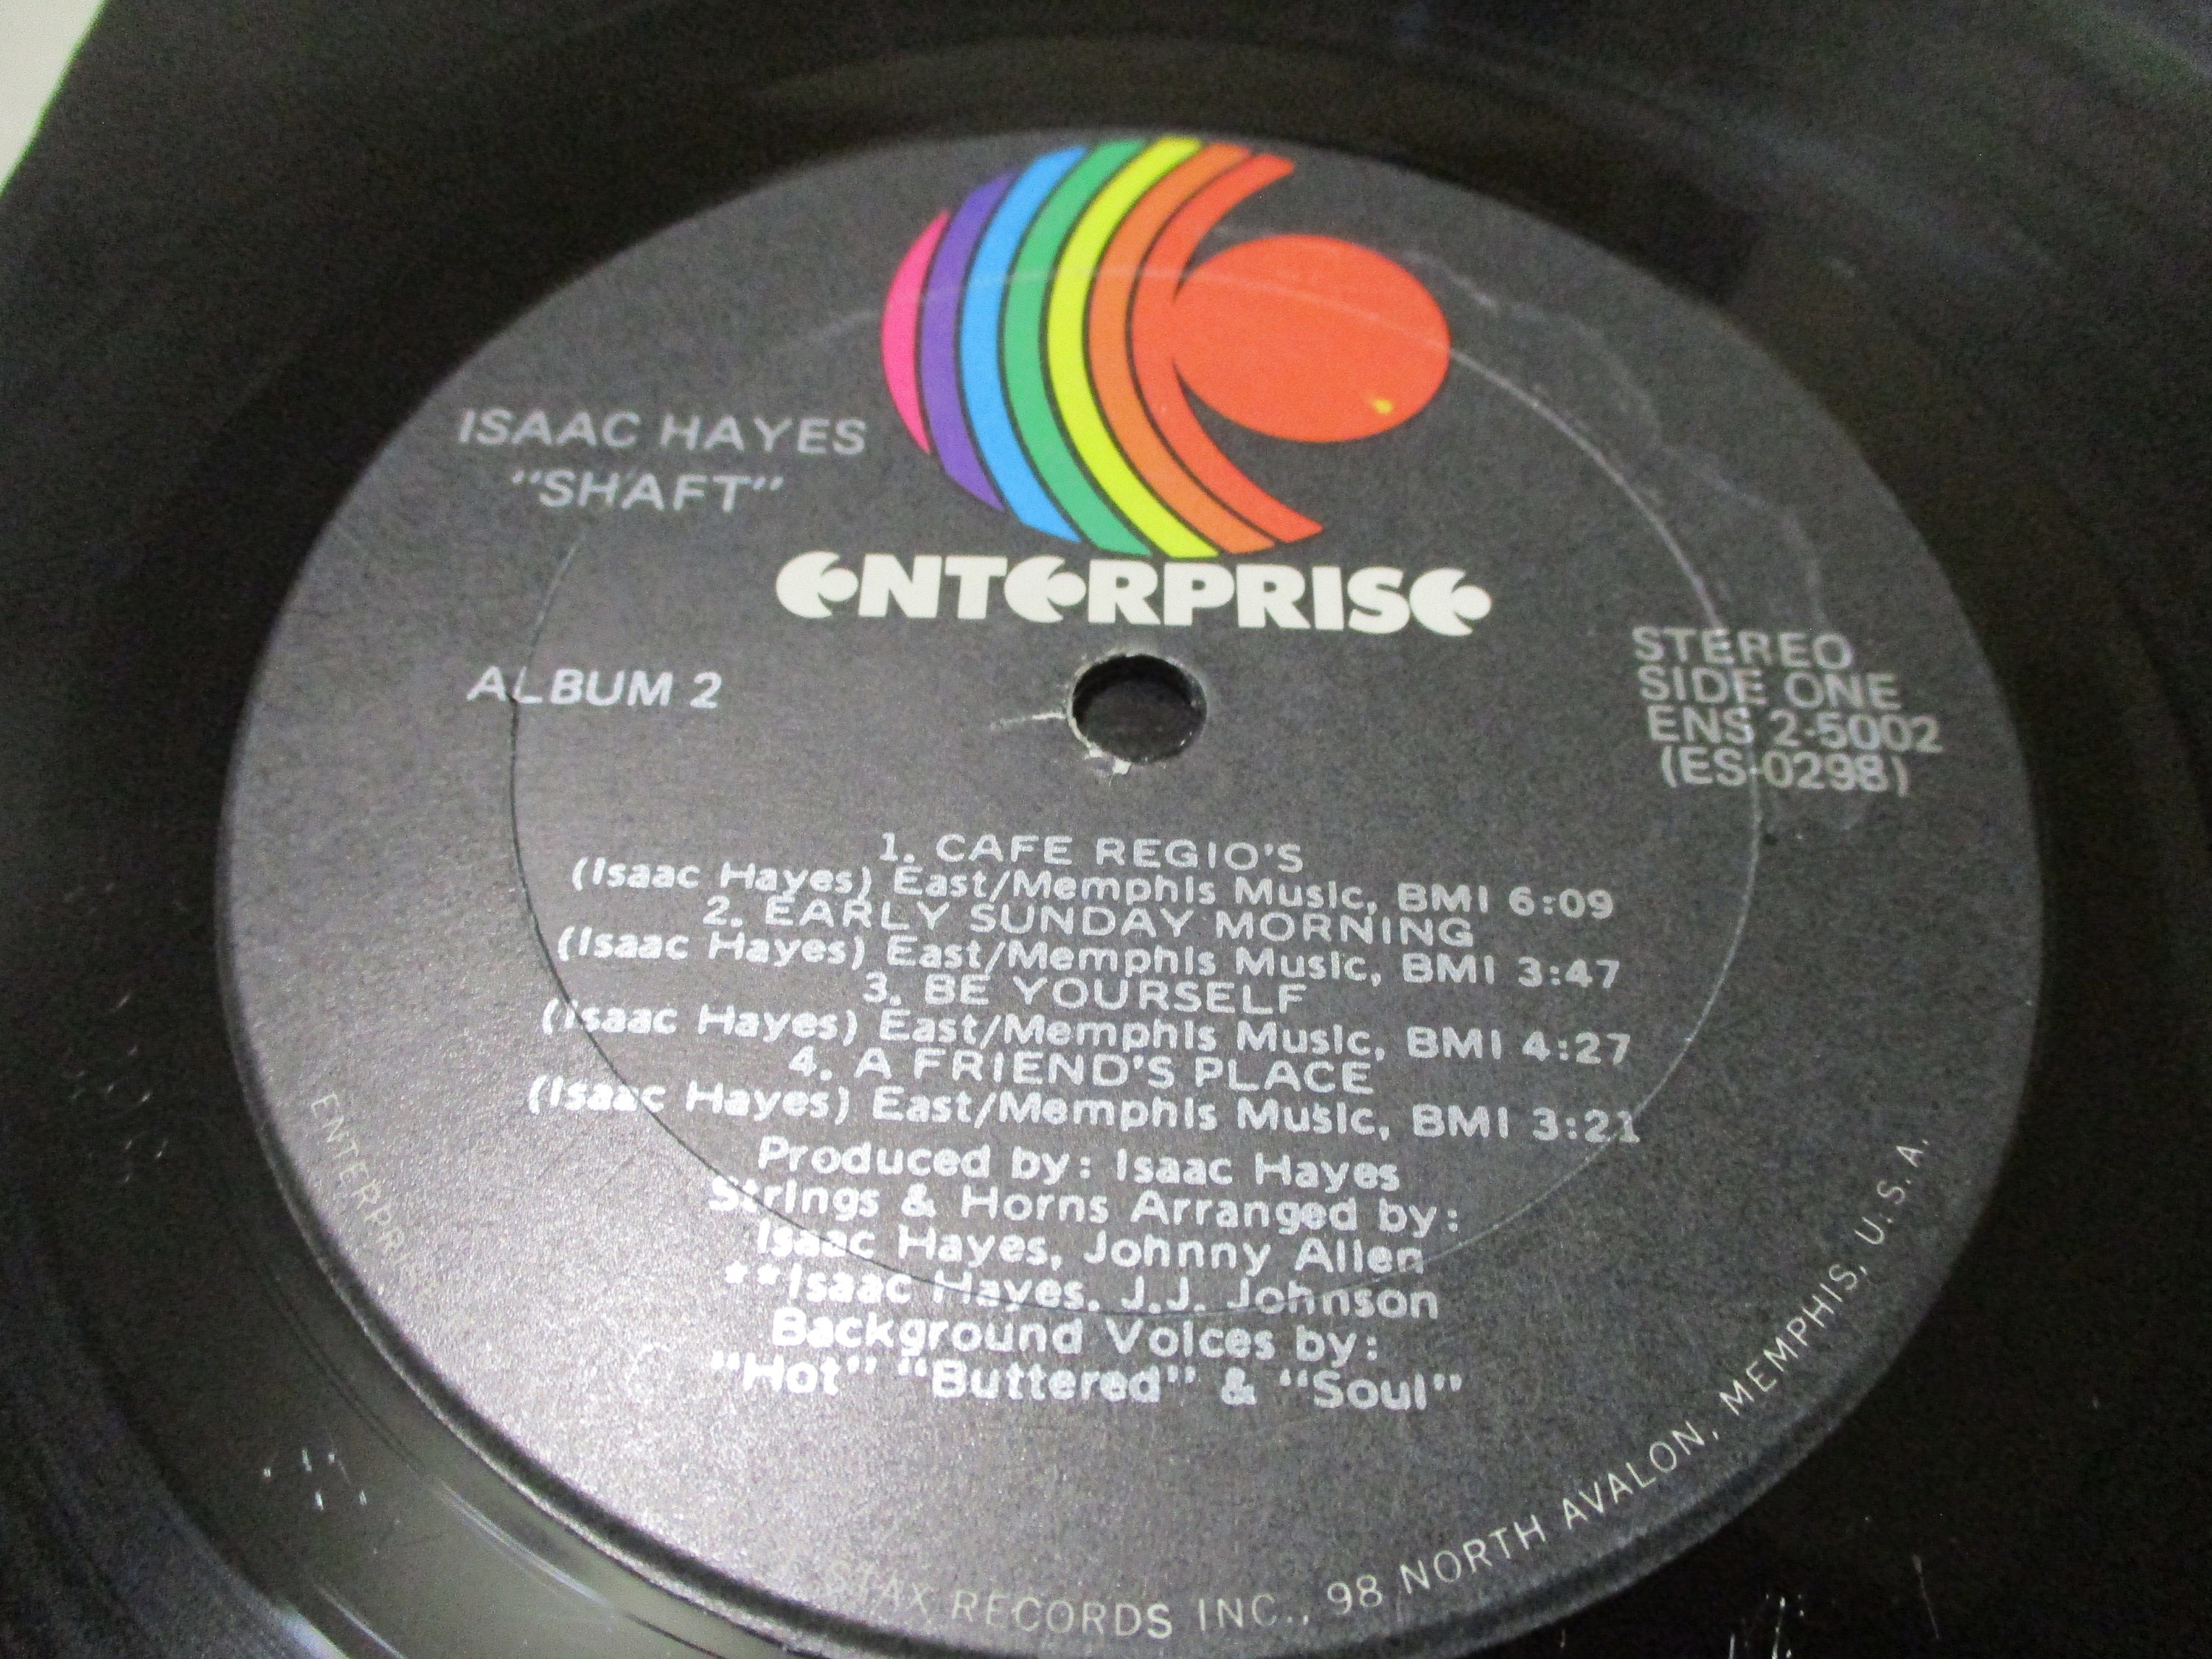 ISAAC HAYES
"SHAFT"
ENTERPRISE
ALBUM 2
STEREO
SIDE ONE
ENS 2-5002
(ES-0298)
1. CAFE REGIO'S
(Isaac Hayes) East/Memphis Music, BMI 6:09
2. EARLY SUNDAY MORNING
(Isaac Hayes) East/Memphis Music, BMI 3:47
3. BE YOURSELF
(Isaac Hayes) East/Memphis Music, BMI 4:27
4. A FRIEND'S PLACE
(Isaac Hayes) East/Memphis Music, BMI 3:21
Produced by: Isaac Hayes
Strings & Horns Arranged by:
Isaac Hayes, Johnny Allen
**Isaac Hayes, J.J. Johnson
Background Voices by:
"Hot" "Buttered" & "Soul"
ENTERPRISE STAX RECORDS INC., 98 NORTH AVALON, MEMPHIS, U.S.A.